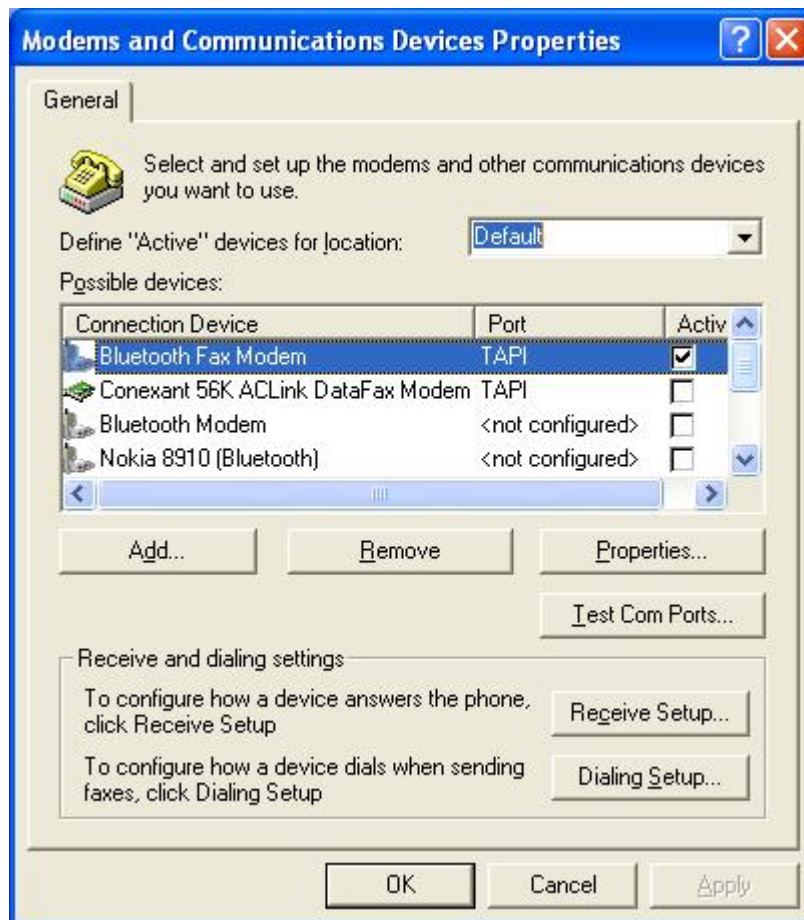 Modems and Communications Devices Properties
General
Select and set up the modems and other communications devices
you want to use.
Define "Active" devices for location:
Default
Possible devices:
Connection Device Port Activ
Bluetooth Fax Modem TAPI
Conexant 56K ACLink DataFax Modem TAPI
Bluetooth Modem <not configured>
Nokia 8910 (Bluetooth) <not configured>
Add... Remove Properties...
Test Com Ports...
Receive and dialing settings
To configure how a device answers the phone,
click Receive Setup
Receive Setup...
To configure how a device dials when sending
faxes, click Dialing Setup
Dialing Setup...
OK Cancel Apply